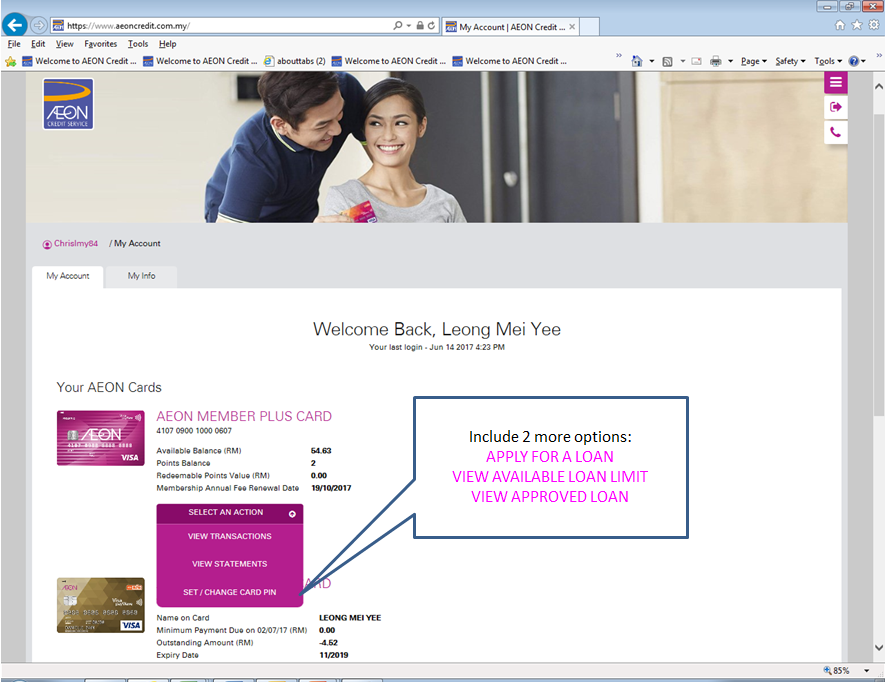 https://www.aeoncredit.com.my/
My Account | AEON Credit ...
File Edit View Favorites Tools Help
Welcome to AEON Credit ... Welcome to AEON Credit ... abouttabs (2) Welcome to AEON Credit ... Welcome to AEON Credit ...
Page Safety Tools
AEON
CREDIT SERVICE
Chrislmy84 / My Account
My Account My Info
Welcome Back, Leong Mei Yee
Your last login - Jun 14 2017 4:23 PM
Your AEON Cards
AEON
VISA
AEON MEMBER PLUS CARD
4107 0900 1000 0607
Available Balance (RM) 54.63
Points Balance 2
Redeemable Points Value (RM) 0.00
Membership Annual Fee Renewal Date 19/10/2017
SELECT AN ACTION
VIEW TRANSACTIONS
VIEW STATEMENTS
SET / CHANGE CARD PIN
Include 2 more options:
APPLY FOR A LOAN
VIEW AVAILABLE LOAN LIMIT
VIEW APPROVED LOAN
AEON
VISA
Name on Card LEONG MEI YEE
Minimum Payment Due on 02/07/17 (RM) 0.00
Outstanding Amount (RM) -4.52
Expiry Date 11/2019
85%